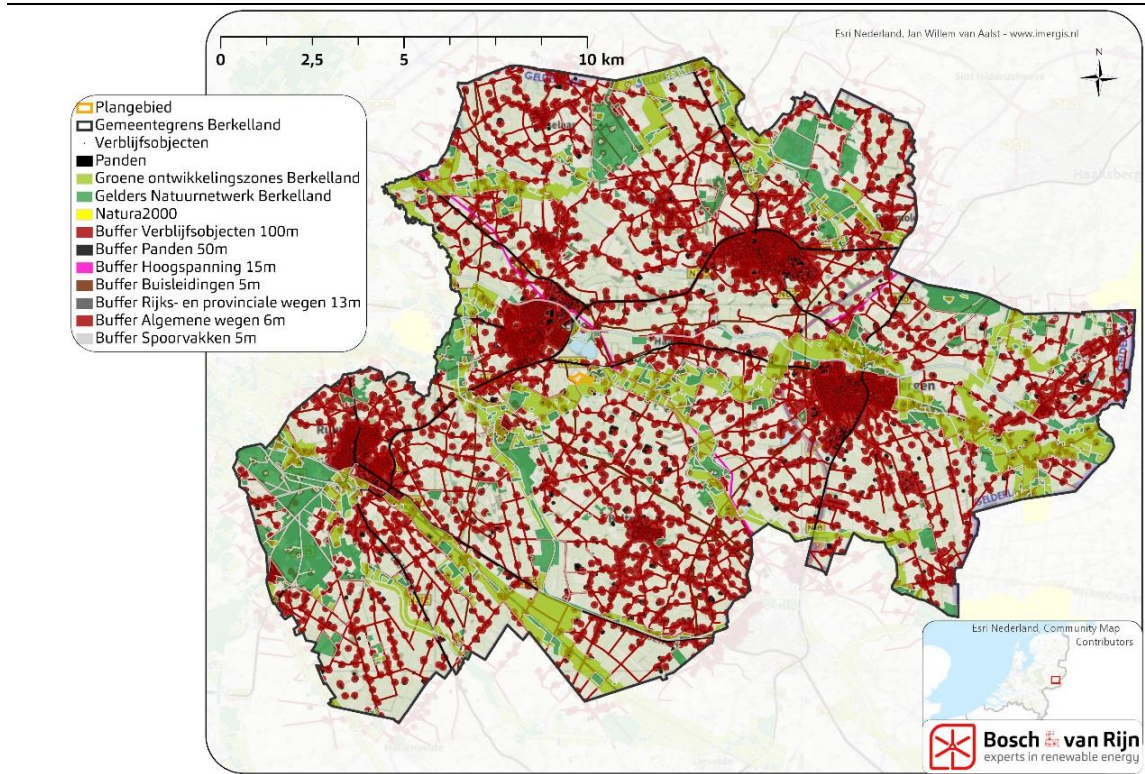 Esri Nederland, Jan Willem van Aalst - www.imergis.nl
0 2,5 5 10 km
N
Plangebied
Gemeentegrens Berkelland
Verblijfsobjecten
Panden
Groene ontwikkelingszones Berkelland
Gelders Natuurnetwerk Berkelland
Natura2000
Buffer Verblijfsobjecten 100m
Buffer Panden 50m
Buffer Hoogspanning 15m
Buffer Buisleidingen 5m
Buffer Rijks- en provinciale wegen 13m
Buffer Algemene wegen 6m
Buffer Spoorvakken 5m
Haaksberg
Esri Nederland, Community Map
Contributors
Bosch & van Rijn
experts in renewable energy